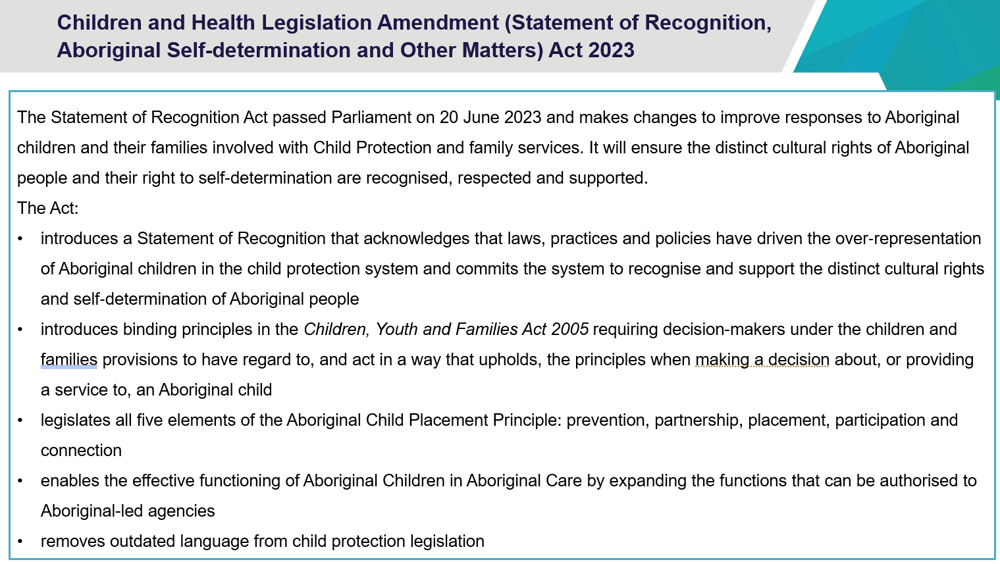 Children and Health Legislation Amendment (Statement of Recognition,
Aboriginal Self-determination and Other Matters) Act 2023
The Statement of Recognition Act passed Parliament on 20 June 2023 and makes changes to improve responses to Aboriginal
children and their families involved with Child Protection and family services. It will ensure the distinct cultural rights of Aboriginal
people and their right to self-determination are recognised, respected and supported.
The Act:
• introduces a Statement of Recognition that acknowledges that laws, practices and policies have driven the over-representation
of Aboriginal children in the child protection system and commits the system to recognise and support the distinct cultural rights
and self-determination of Aboriginal people
• introduces binding principles in the Children, Youth and Families Act 2005 requiring decision-makers under the children and
families provisions to have regard to, and act in a way that upholds, the principles when making a decision about, or providing
a service to, an Aboriginal child
• legislates all five elements of the Aboriginal Child Placement Principle: prevention, partnership, placement, participation and
connection
• enables the effective functioning of Aboriginal Children in Aboriginal Care by expanding the functions that can be authorised to
Aboriginal-led agencies
• removes outdated language from child protection legislation